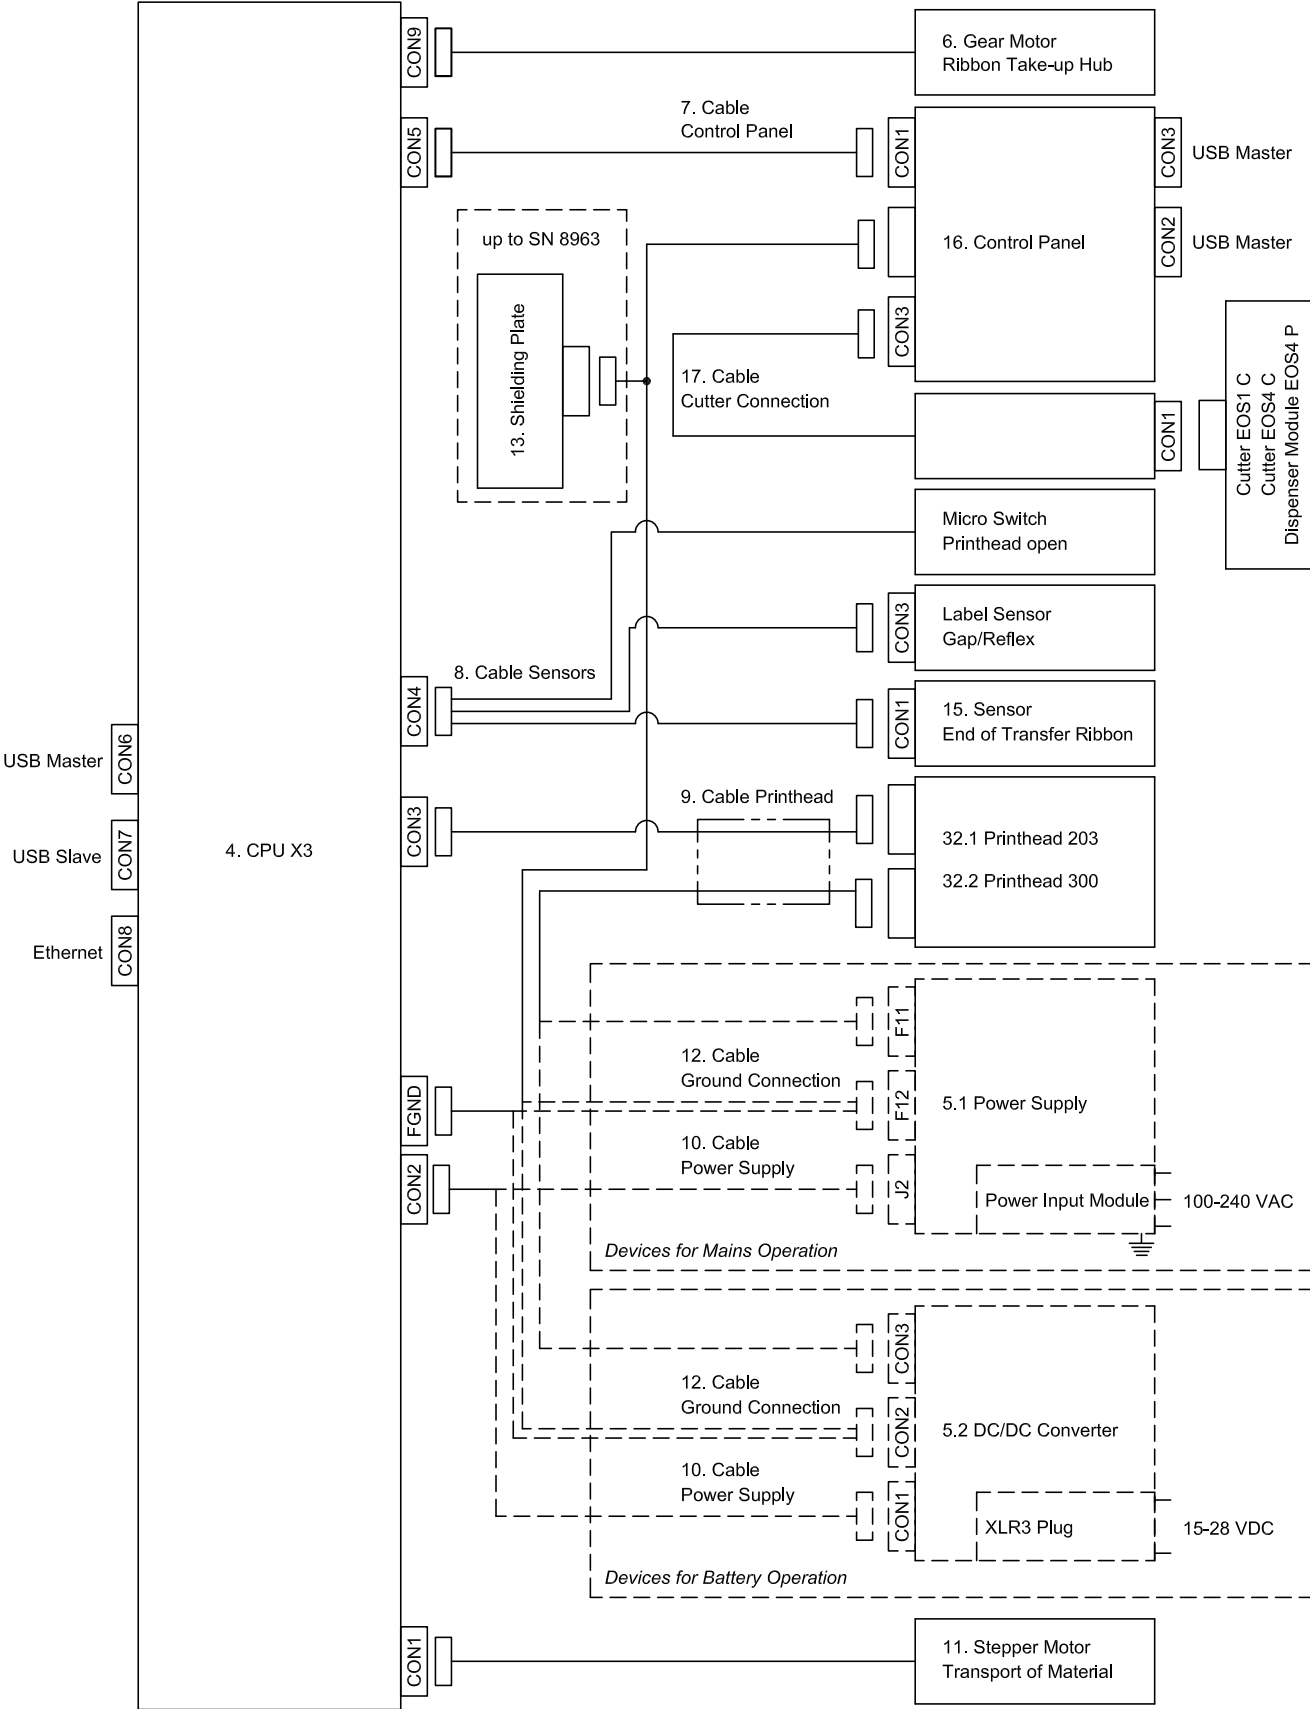 CON9
6. Gear Motor
Ribbon Take-up Hub
CON5
7. Cable
Control Panel
CON1
CON3
USB Master
up to SN 8963
16. Control Panel
CON2
USB Master
13. Shielding Plate
CON3
17. Cable
Cutter Connection
CON1
Cutter EOS1 C
Cutter EOS4 C
Dispenser Module EOS4 P
Micro Switch
Printhead open
CON3
Label Sensor
Gap/Reflex
8. Cable Sensors
CON4
CON1
15. Sensor
End of Transfer Ribbon
USB Master
CON6
9. Cable Printhead
CON3
32.1 Printhead 203
USB Slave
CON7
4. CPU X3
32.2 Printhead 300
Ethernet
CON8
F11
12. Cable
Ground Connection
FGND
F12
5.1 Power Supply
10. Cable
Power Supply
CON2
J2
Power Input Module
100-240 VAC
Devices for Mains Operation
CON3
12. Cable
Ground Connection
CON2
5.2 DC/DC Converter
10. Cable
Power Supply
CON1
XLR3 Plug
15-28 VDC
Devices for Battery Operation
CON1
11. Stepper Motor
Transport of Material